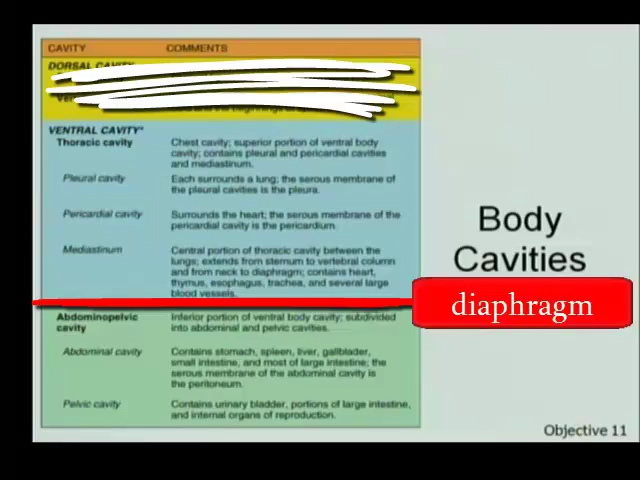 CAVITY COMMENTS
DORSAL CAVITY
VENTRAL CAVITY*
Thoracic cavity Chest cavity; superior portion of ventral body
cavity; contains pleural and pericardial cavities
and mediastinum.
Pleural cavity Each surrounds a lung; the serous membrane of
the pleural cavities is the pleura.
Pericardial cavity Surrounds the heart; the serous membrane of the
pericardial cavity is the pericardium.
Mediastinum Central portion of thoracic cavity between the
lungs; extends from sternum to vertebral column
and from neck to diaphragm; contains heart,
thymus, esophagus, trachea, and several large
blood vessels.
Abdominopelvic Inferior portion of ventral body cavity; subdivided
cavity into abdominal and pelvic cavities.
Abdominal cavity Contains stomach, spleen, liver, gallbladder,
small intestine, and most of large intestine; the
serous membrane of the abdominal cavity is
the peritoneum.
Pelvic cavity Contains urinary bladder, portions of large intestine,
and internal organs of reproduction.
Body
Cavities
diaphragm
Objective 11